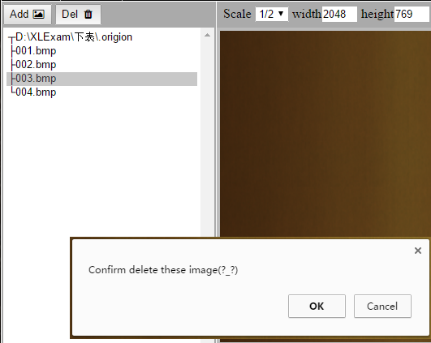 Add Del Scale 1/2 width 2048 height 769
D:\XLExam\下表\.origion
001.bmp
002.bmp
003.bmp
004.bmp
Confirm delete these image(?_?)
OK Cancel